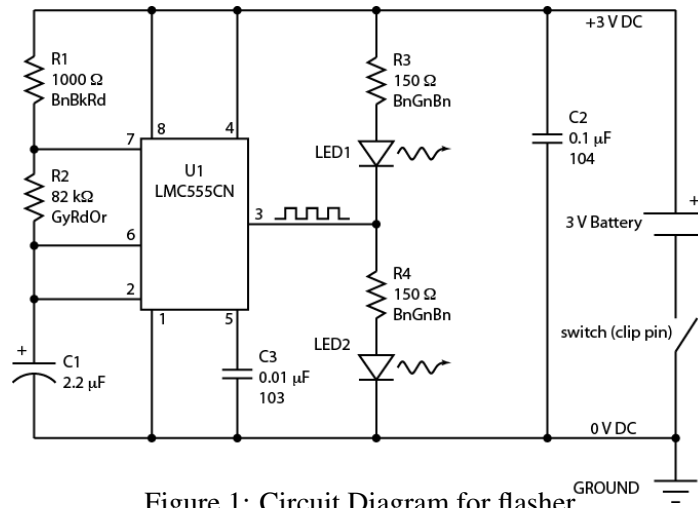 +3 V DC
R1
1000 Ω
BnBkRd
R3
150 Ω
BnGnBn
8
4
7
C2
0.1 μF
104
LED1
U1
LMC555CN
R2
82 kΩ
GyRdOr
+
3
3 V Battery
6
R4
150 Ω
BnGnBn
2
1
5
switch (clip pin)
LED2
+
C1
2.2 μF
C3
0.01 μF
103
0 V DC
GROUND
Figure 1: Circuit Diagram for flasher